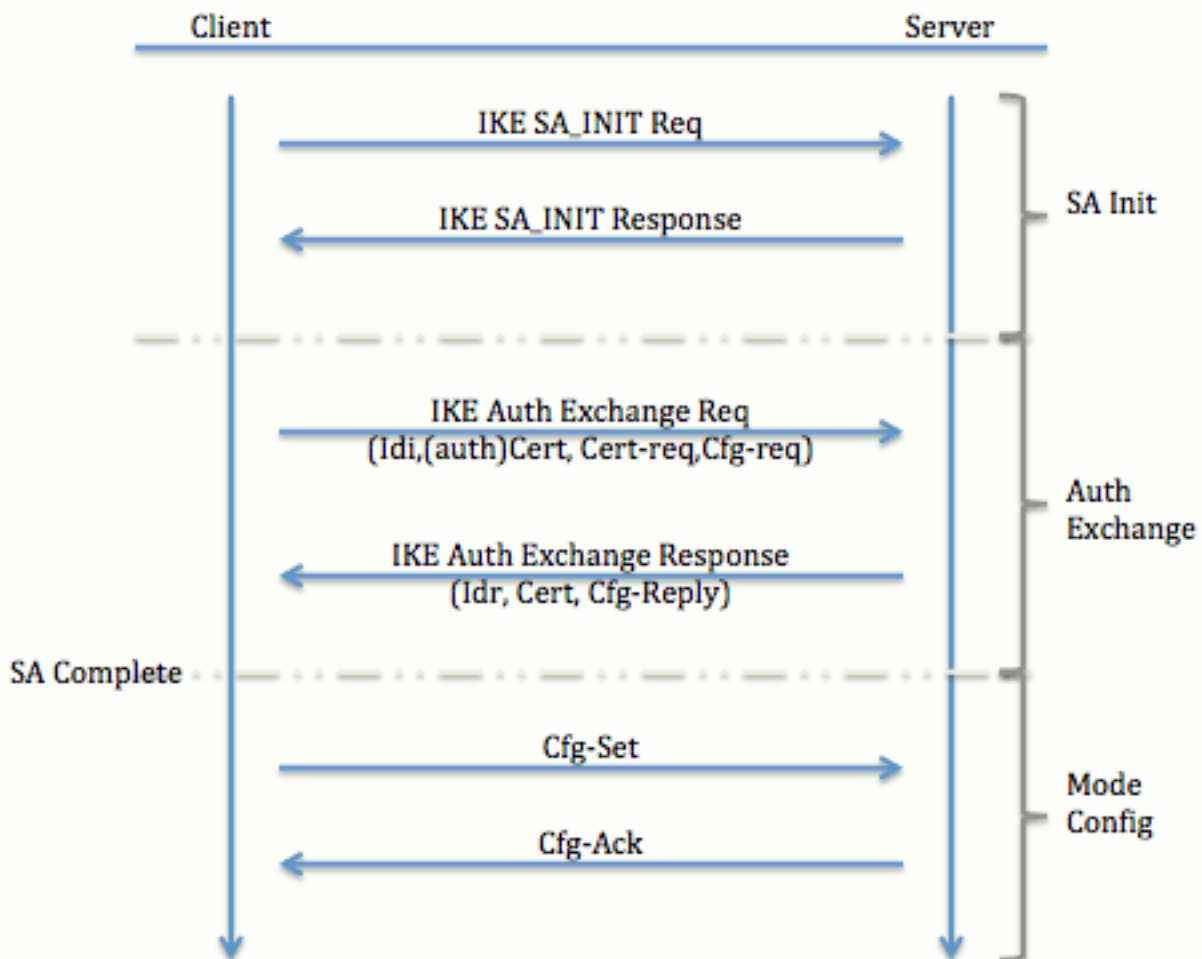 Client
Server
IKE SA_INIT Req
IKE SA_INIT Response
SA Init
IKE Auth Exchange Req
(Idi,(auth)Cert, Cert-req,Cfg-req)
IKE Auth Exchange Response
(Idr, Cert, Cfg-Reply)
Auth
Exchange
SA Complete
Cfg-Set
Cfg-Ack
Mode
Config